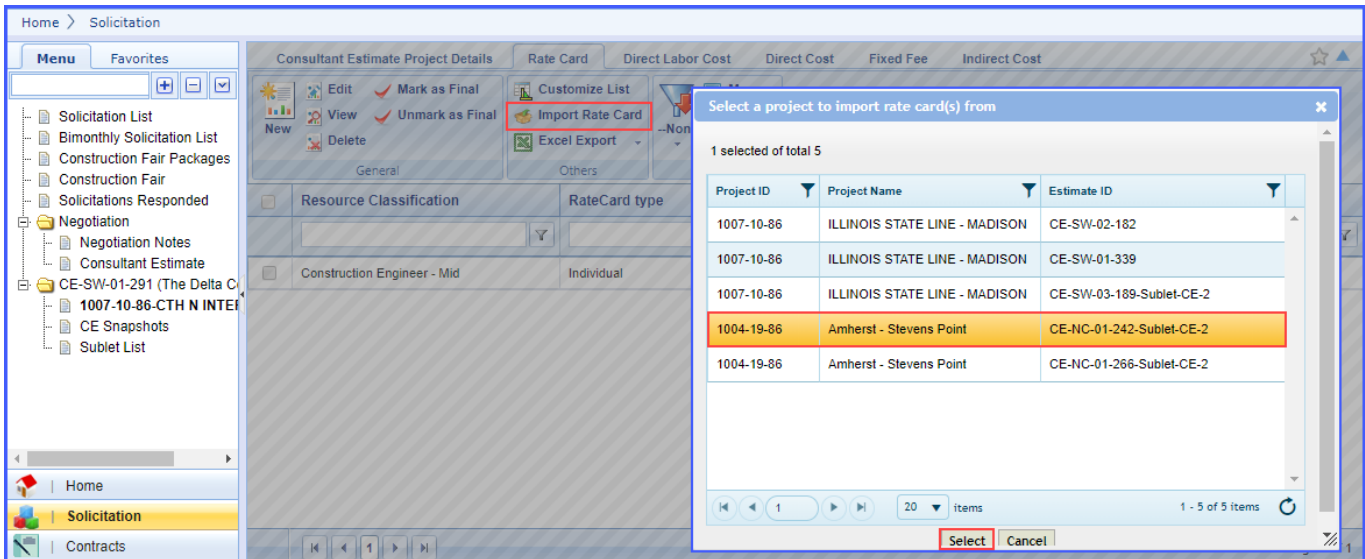 Home > Solicitation
Menu Favorites
Solicitation List
Bimonthly Solicitation List
Construction Fair Packages
Construction Fair
Solicitations Responded
Negotiation
Negotiation Notes
Consultant Estimate
CE-SW-01-291 (The Delta C
1007-10-86-CTH N INTER
CE Snapshots
Sublet List
Home
Solicitation
Contracts
Consultant Estimate Project Details Rate Card Direct Labor Cost Direct Cost Fixed Fee Indirect Cost
New
Edit Mark as Final
View Unmark as Final
Delete
General
Customize List
Import Rate Card
Excel Export
Others
--Non
Resource Classification RateCard type
Construction Engineer - Mid Individual
1
1
Select a project to import rate card(s) from
1 selected of total 5
Project ID Project Name Estimate ID
1007-10-86 ILLINOIS STATE LINE - MADISON CE-SW-02-182
1007-10-86 ILLINOIS STATE LINE - MADISON CE-SW-01-339
1007-10-86 ILLINOIS STATE LINE - MADISON CE-SW-03-189-Sublet-CE-2
1004-19-86 Amherst - Stevens Point CE-NC-01-242-Sublet-CE-2
1004-19-86 Amherst - Stevens Point CE-NC-01-266-Sublet-CE-2
1 20 items 1 - 5 of 5 items
Select Cancel